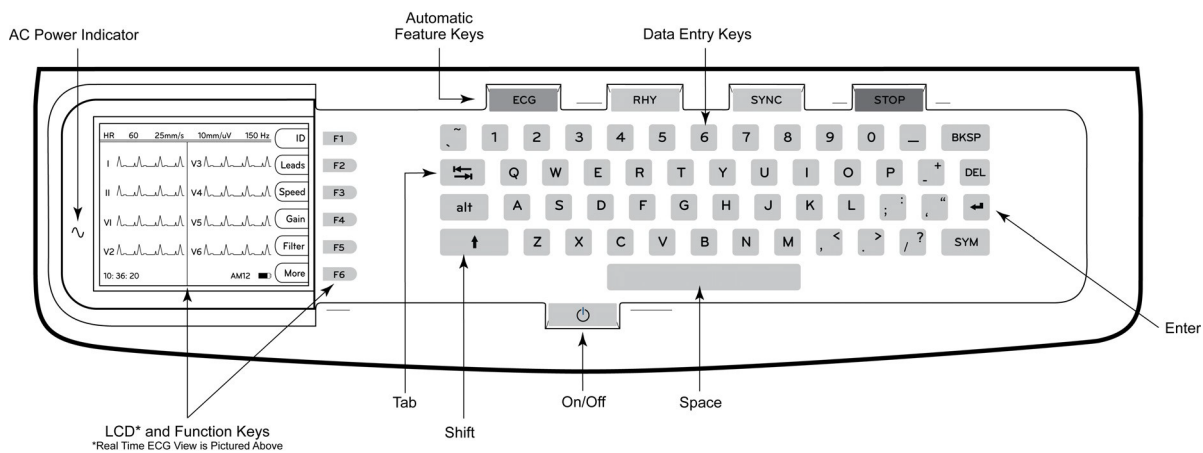 Automatic
Feature Keys
AC Power Indicator
Data Entry Keys
ECG RHY SYNC STOP
HR 60 25mm/s 10mm/uV 150 Hz ID F1
~ ` 1 2 3 4 5 6 7 8 9 0 _ BKSP
I V3 Leads F2
Q W E R T Y U I O P - + DEL
II V4 Speed F3
alt A S D F G H J K L ; : , “
VI V5 Gain F4
Z X C V B N M , < . > / ? SYM
V2 V6 Filter F5
10: 36: 20 AM12 More F6
Enter
Tab
On/Off
Space
LCD* and Function Keys
Shift
*Real Time ECG View is Pictured Above